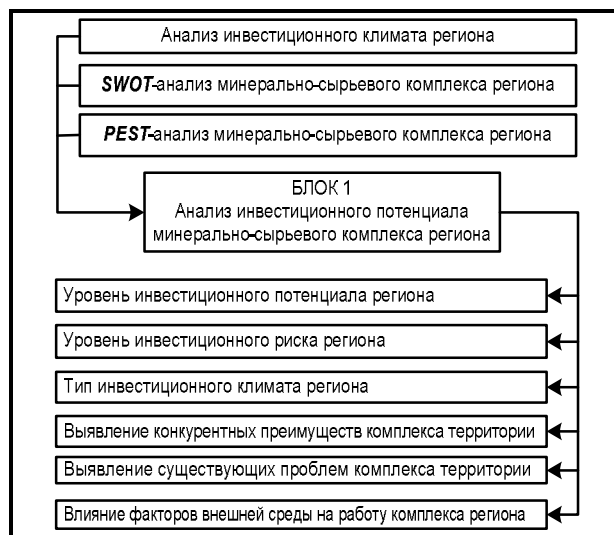 Анализ инвестиционного климата региона
SWOT-анализ минерально-сырьевого комплекса региона
PEST-анализ минерально-сырьевого комплекса региона
БЛОК 1
Анализ инвестиционного потенциала
минерально-сырьевого комплекса региона
Уровень инвестиционного потенциала региона
Уровень инвестиционного риска региона
Тип инвестиционного климата региона
Выявление конкурентных преимуществ комплекса территории
Выявление существующих проблем комплекса территории
Влияние факторов внешней среды на работу комплекса региона